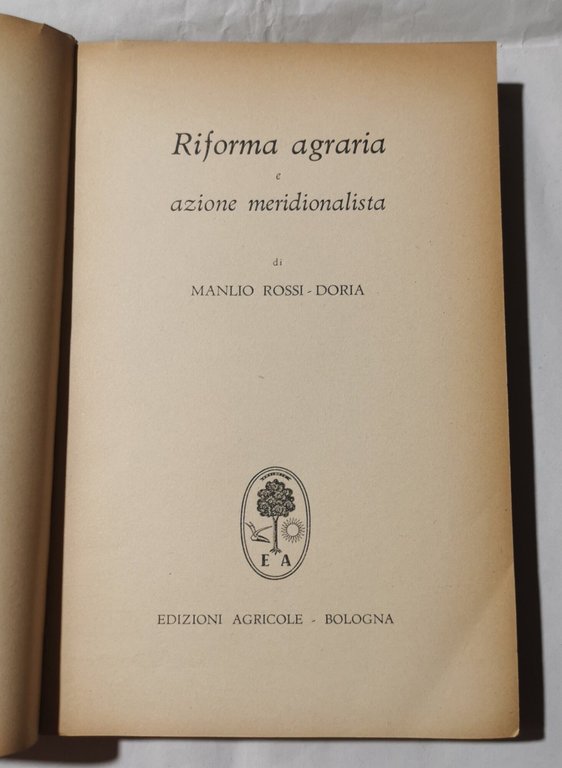 Riforma agraria
e
azione meridionalista
di
MANLIO ROSSI - DORIA
E A
EDIZIONI AGRICOLE - BOLOGNA